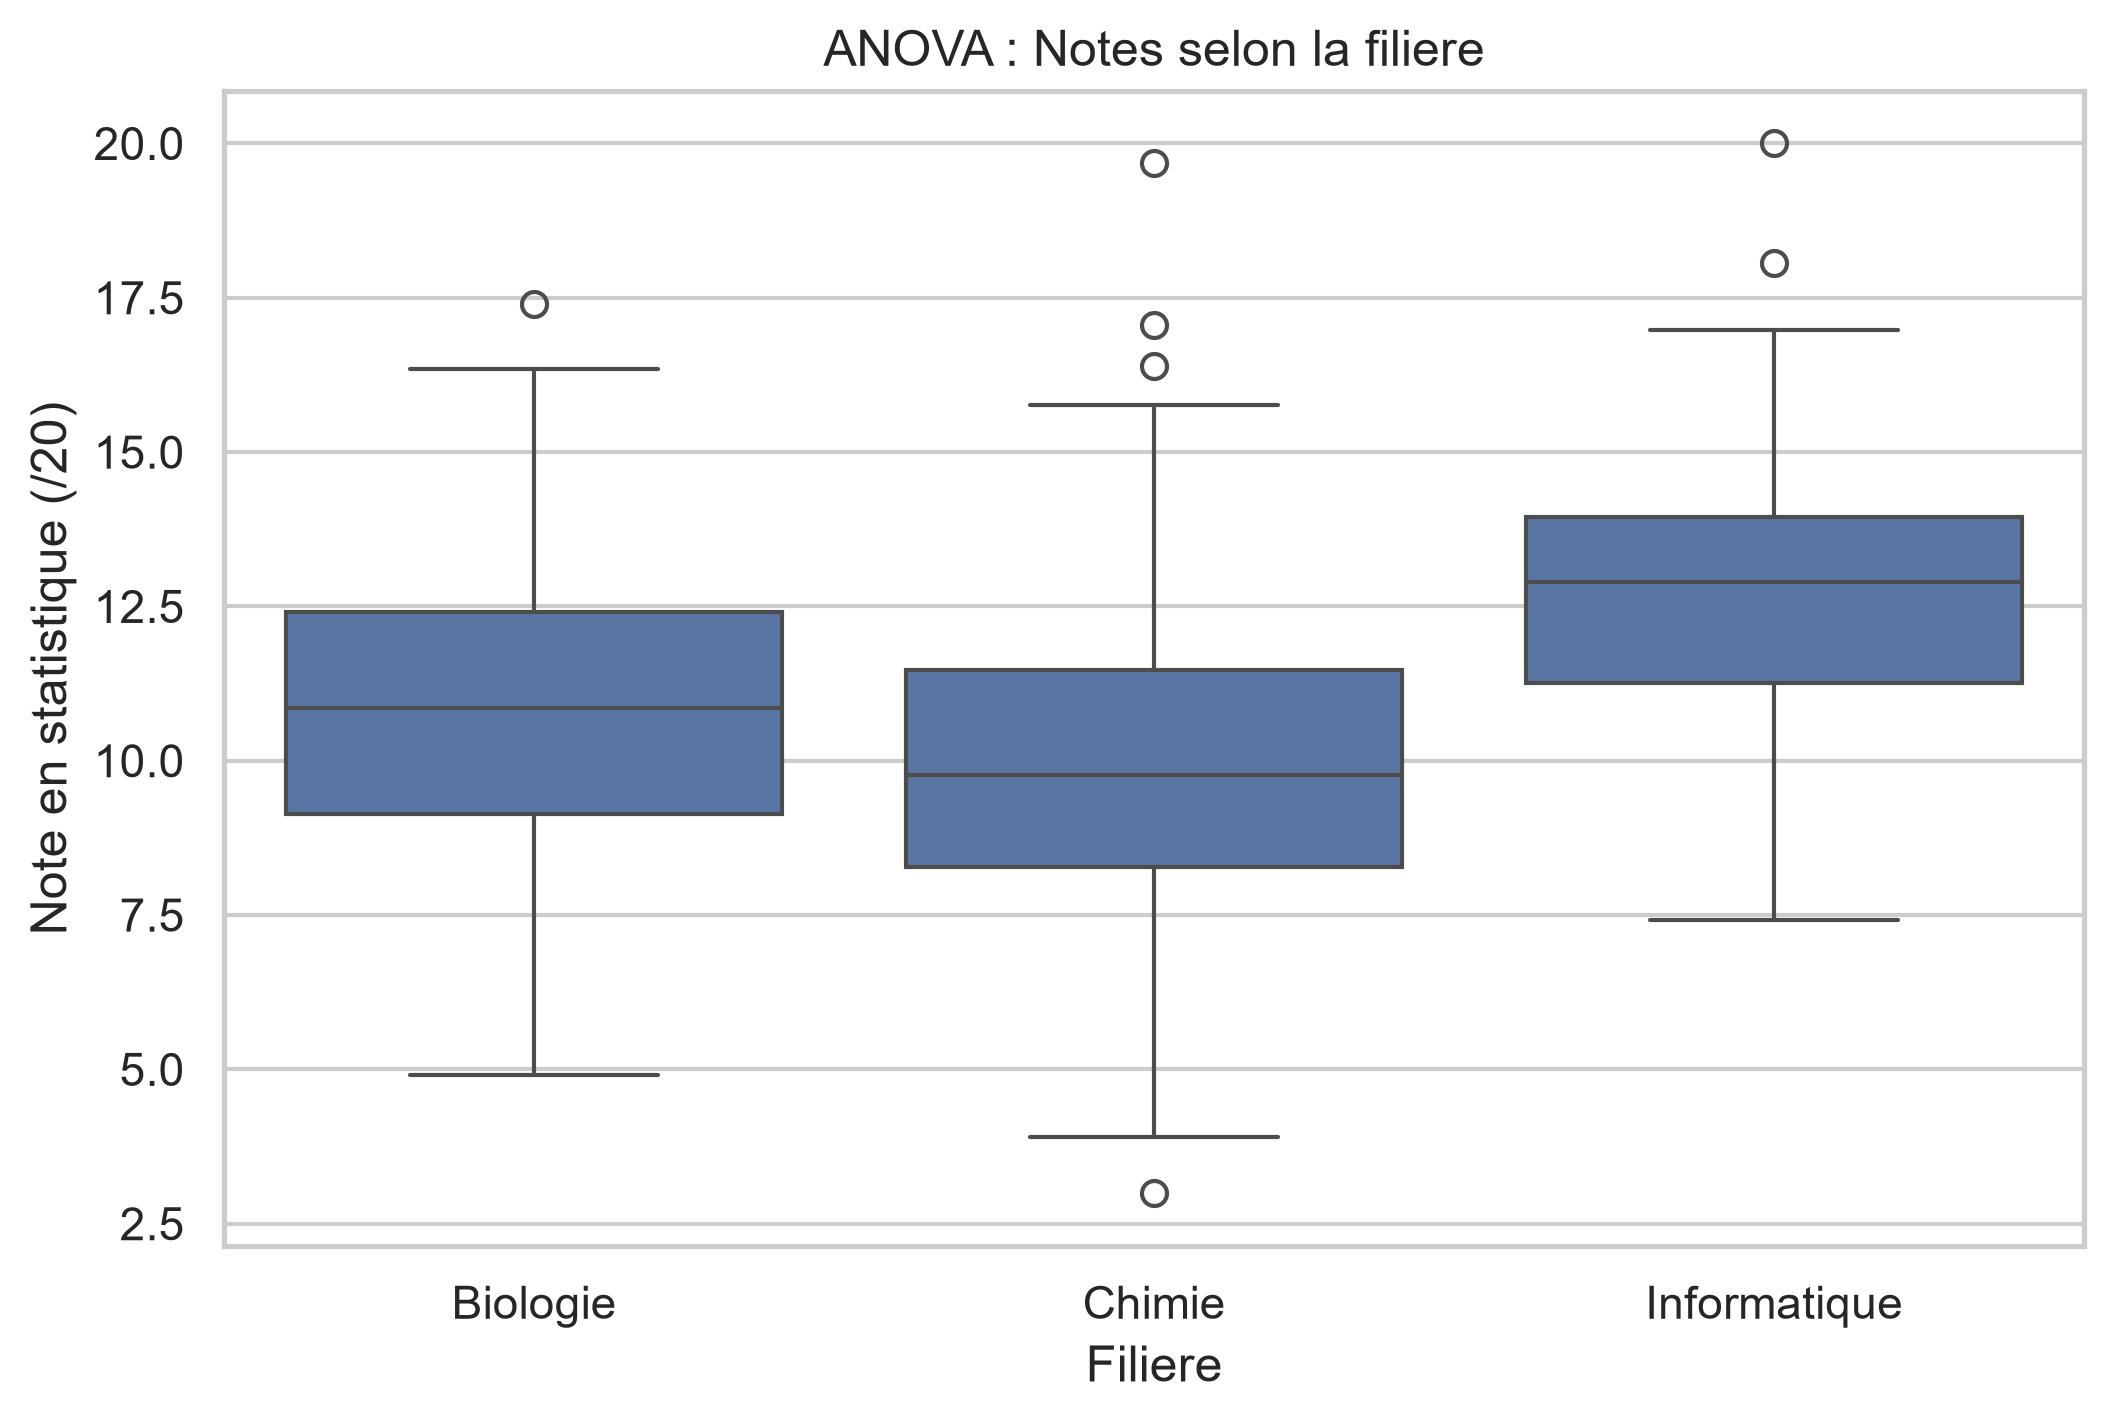 ANOVA : Notes selon la filiere
Note en statistique (/20)
20.0
17.5
15.0
12.5
10.0
7.5
5.0
2.5
Biologie
Chimie
Informatique
Filiere